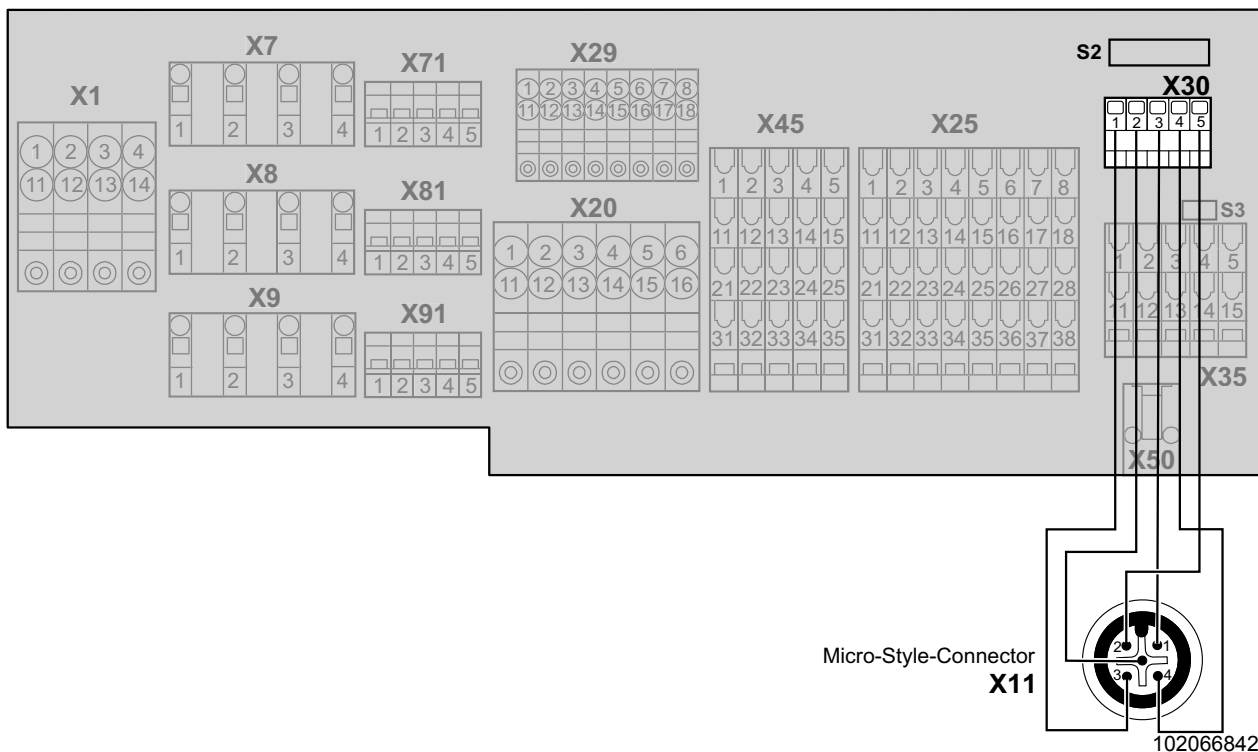 X7
X71
X29
S2
X30
X1
1 2 3 4
1 2 3 4 5
1 2 3 4 5 6 7 8
11 12 13 14 15 16 17 18
1 2 3 4 5
1 2 3 4
11 12 13 14
X8
X81
X20
X45
X25
1 2 3 4
1 2 3 4 5
1 2 3 4 5 6
11 12 13 14 15 16
1 2 3 4 5
11 12 13 14 15
21 22 23 24 25
31 32 33 34 35
1 2 3 4 5 6 7 8
11 12 13 14 15 16 17 18
21 22 23 24 25 26 27 28
31 32 33 34 35 36 37 38
S3
1 2 3 4 5
11 12 13 14 15
X35
X9
X91
1 2 3 4
1 2 3 4 5
X50
Micro-Style-Connector
X11
2 1
3 4
102066842